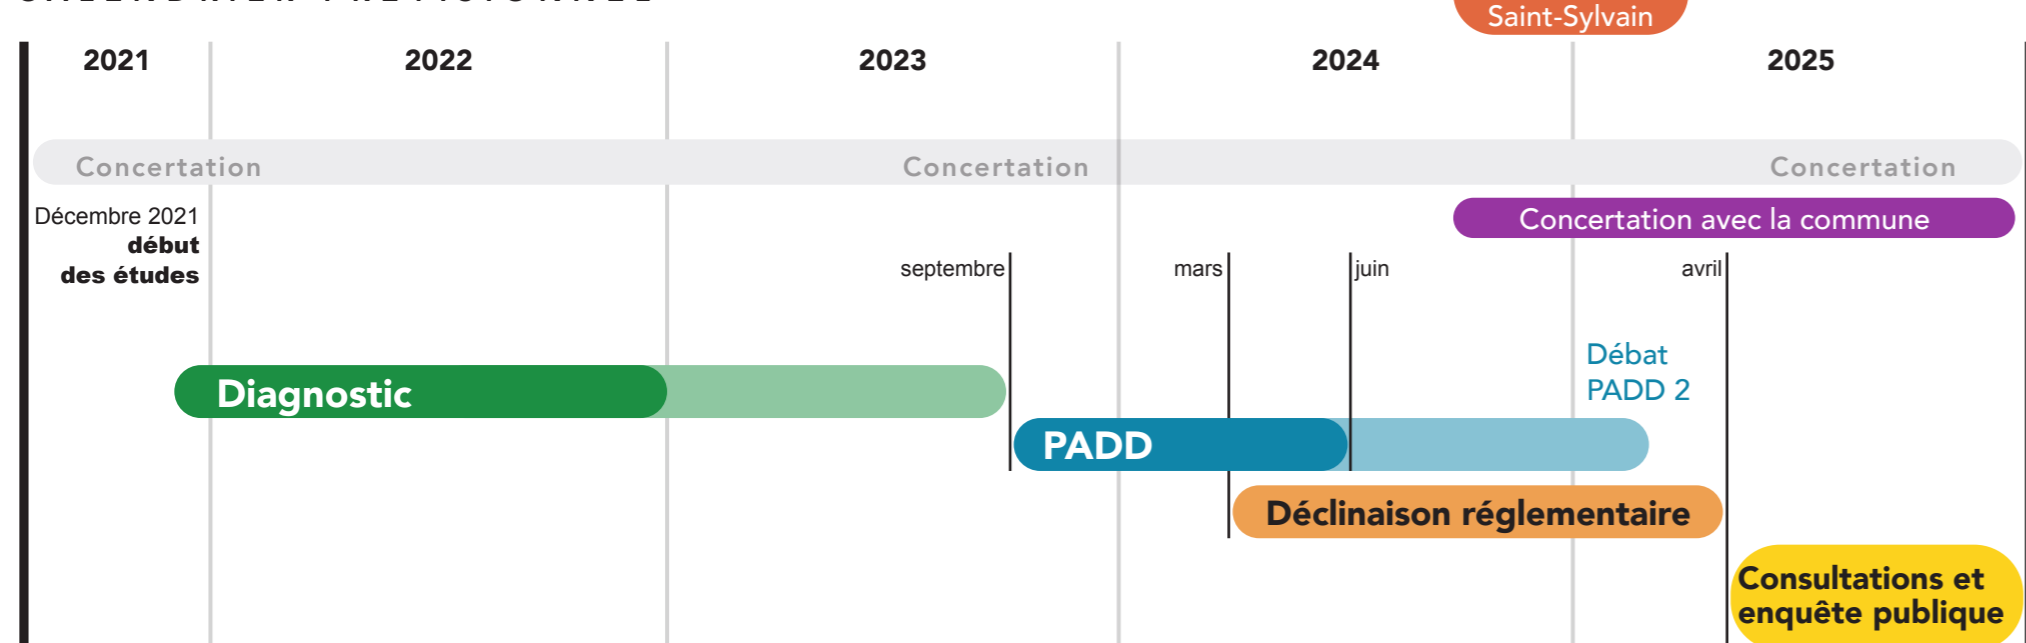 Saint-Sylvain
2021 2022 2023 2024 2025
Concertation Concertation Concertation
Concertation avec la commune
Décembre 2021
début
des études
septembre mars juin avril
Débat
PADD 2
Diagnostic
PADD
Déclinaison réglementaire
Consultations et
enquête publique